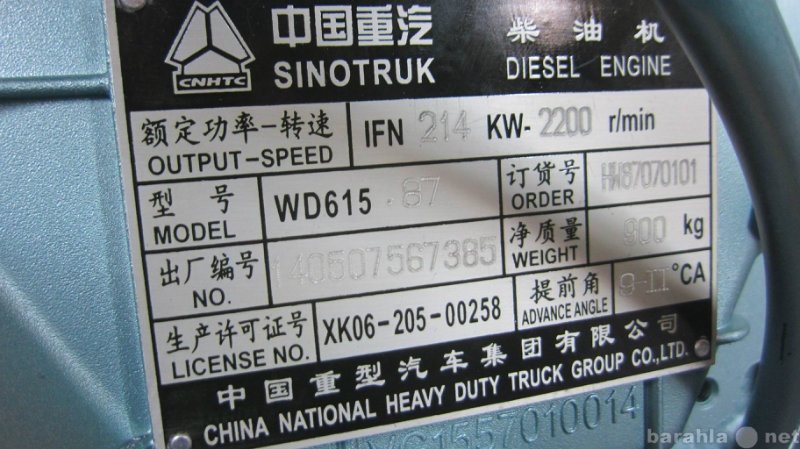 CNHTC
中国重汽
SINOTRUK
柴油机
DIESEL ENGINE
额定功率-转速
OUTPUT-SPEED
IFN 214 KW- 2200 r/min
型号
MODEL
WD615 .87
订货号
ORDER
HW87070101
出厂编号
NO.
140507567385
净质量
WEIGHT
900 kg
生产许可证号
LICENSE NO.
XK06-205-00258
提前角
ADVANCE ANGLE
9-11°CA
中国重型汽车集团有限公司
CHINA NATIONAL HEAVY DUTY TRUCK GROUP CO.,LTD.
61557010014
barahla.net